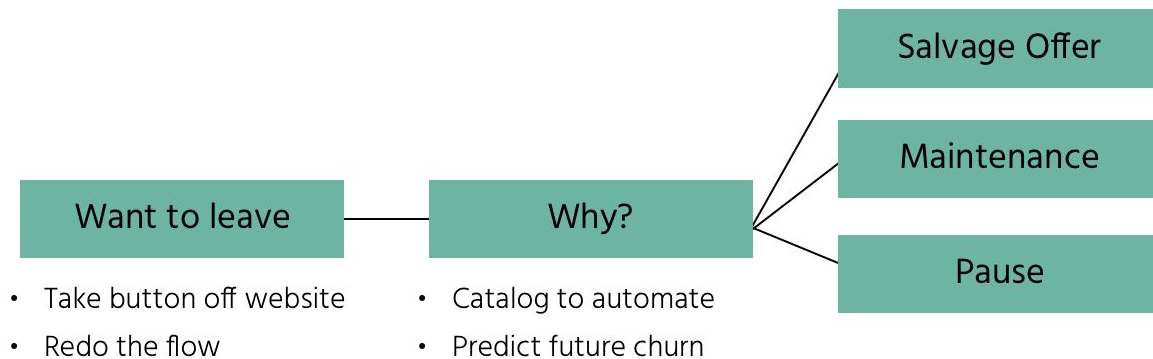 Salvage Offer
Maintenance
Want to leave
Why?
Pause
• Take button off website
• Redo the flow
• Catalog to automate
• Predict future churn